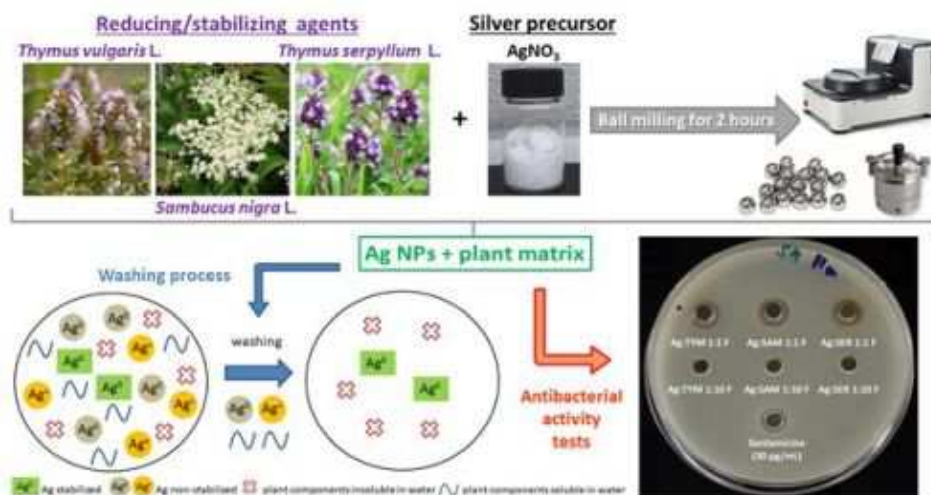 Reducing/stabilizing agents
Silver precursor
Thymus vulgaris L.
Thymus serpyllum L.
AgNO3
+
Ball milling for 2 hours
Sambucus nigra L.
Ag NPs + plant matrix
Washing process
washing
Antibacterial
activity
tests
Ag:TYM 1:1 F
Ag:SAM 1:1 F
Ag:SER 1:1 F
Ag:TYM 1:10 F
Ag:SAM 1:10 F
Ag:SER 1:10 F
Gentamicine
(30 µg/mL)
Ag stabilized
Ag non-stabilized
plant components insoluble in water
plant components soluble in water